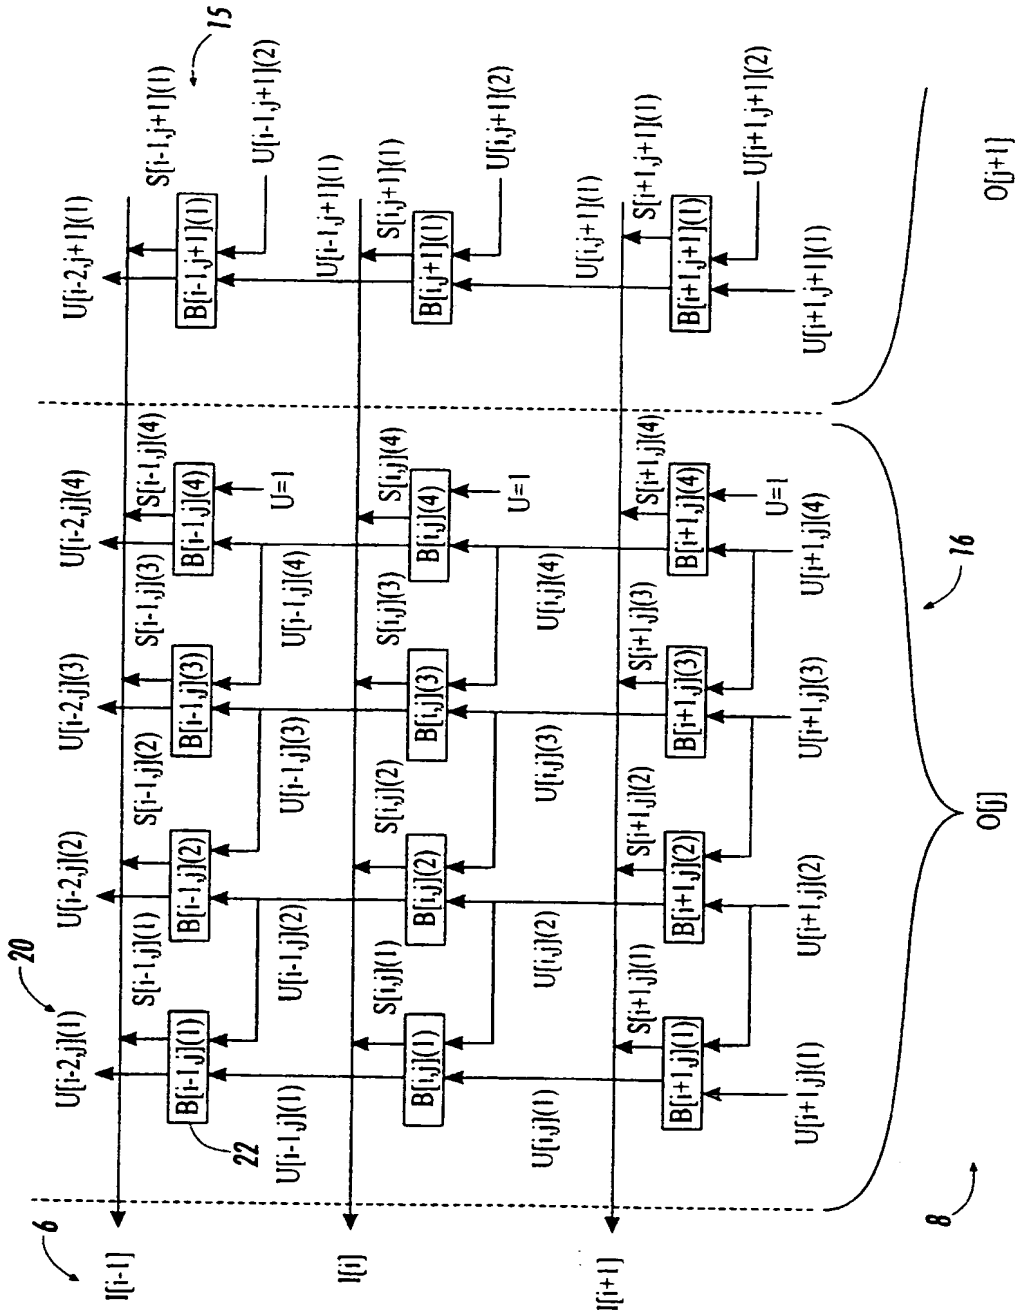 15
S[i-1,j+1](1)
U[i-1,j+1](2)
U[i-2,j+1](1)
B[i-1,j+1](1)
U[i-1,j+1](1)
S[i,j+1](1)
U[i,j+1](2)
B[i,j+1](1)
U[i,j+1](1)
S[i+1,j+1](1)
U[i+1,j+1](2)
B[i+1,j+1](1)
U[i+1,j+1](1)
O[j+1]
U[i-2,j](4)
S[i-1,j](4)
B[i-1,j](4)
U=1
U[i-1,j](4)
S[i,j](4)
B[i,j](4)
U=1
U[i,j](4)
S[i+1,j](4)
B[i+1,j](4)
U=1
U[i+1,j](4)
16
U[i-2,j](3)
S[i-1,j](3)
B[i-1,j](3)
U[i-1,j](3)
S[i,j](3)
B[i,j](3)
U[i,j](3)
S[i+1,j](3)
B[i+1,j](3)
U[i+1,j](3)
U[i-2,j](2)
S[i-1,j](2)
B[i-1,j](2)
U[i-1,j](2)
S[i,j](2)
B[i,j](2)
U[i,j](2)
S[i+1,j](2)
B[i+1,j](2)
U[i+1,j](2)
O[j]
20
U[i-2,j](1)
S[i-1,j](1)
B[i-1,j](1)
22
U[i-1,j](1)
S[i,j](1)
B[i,j](1)
U[i,j](1)
S[i+1,j](1)
B[i+1,j](1)
U[i+1,j](1)
6
I[i-1]
I[i]
I[i+1]
8